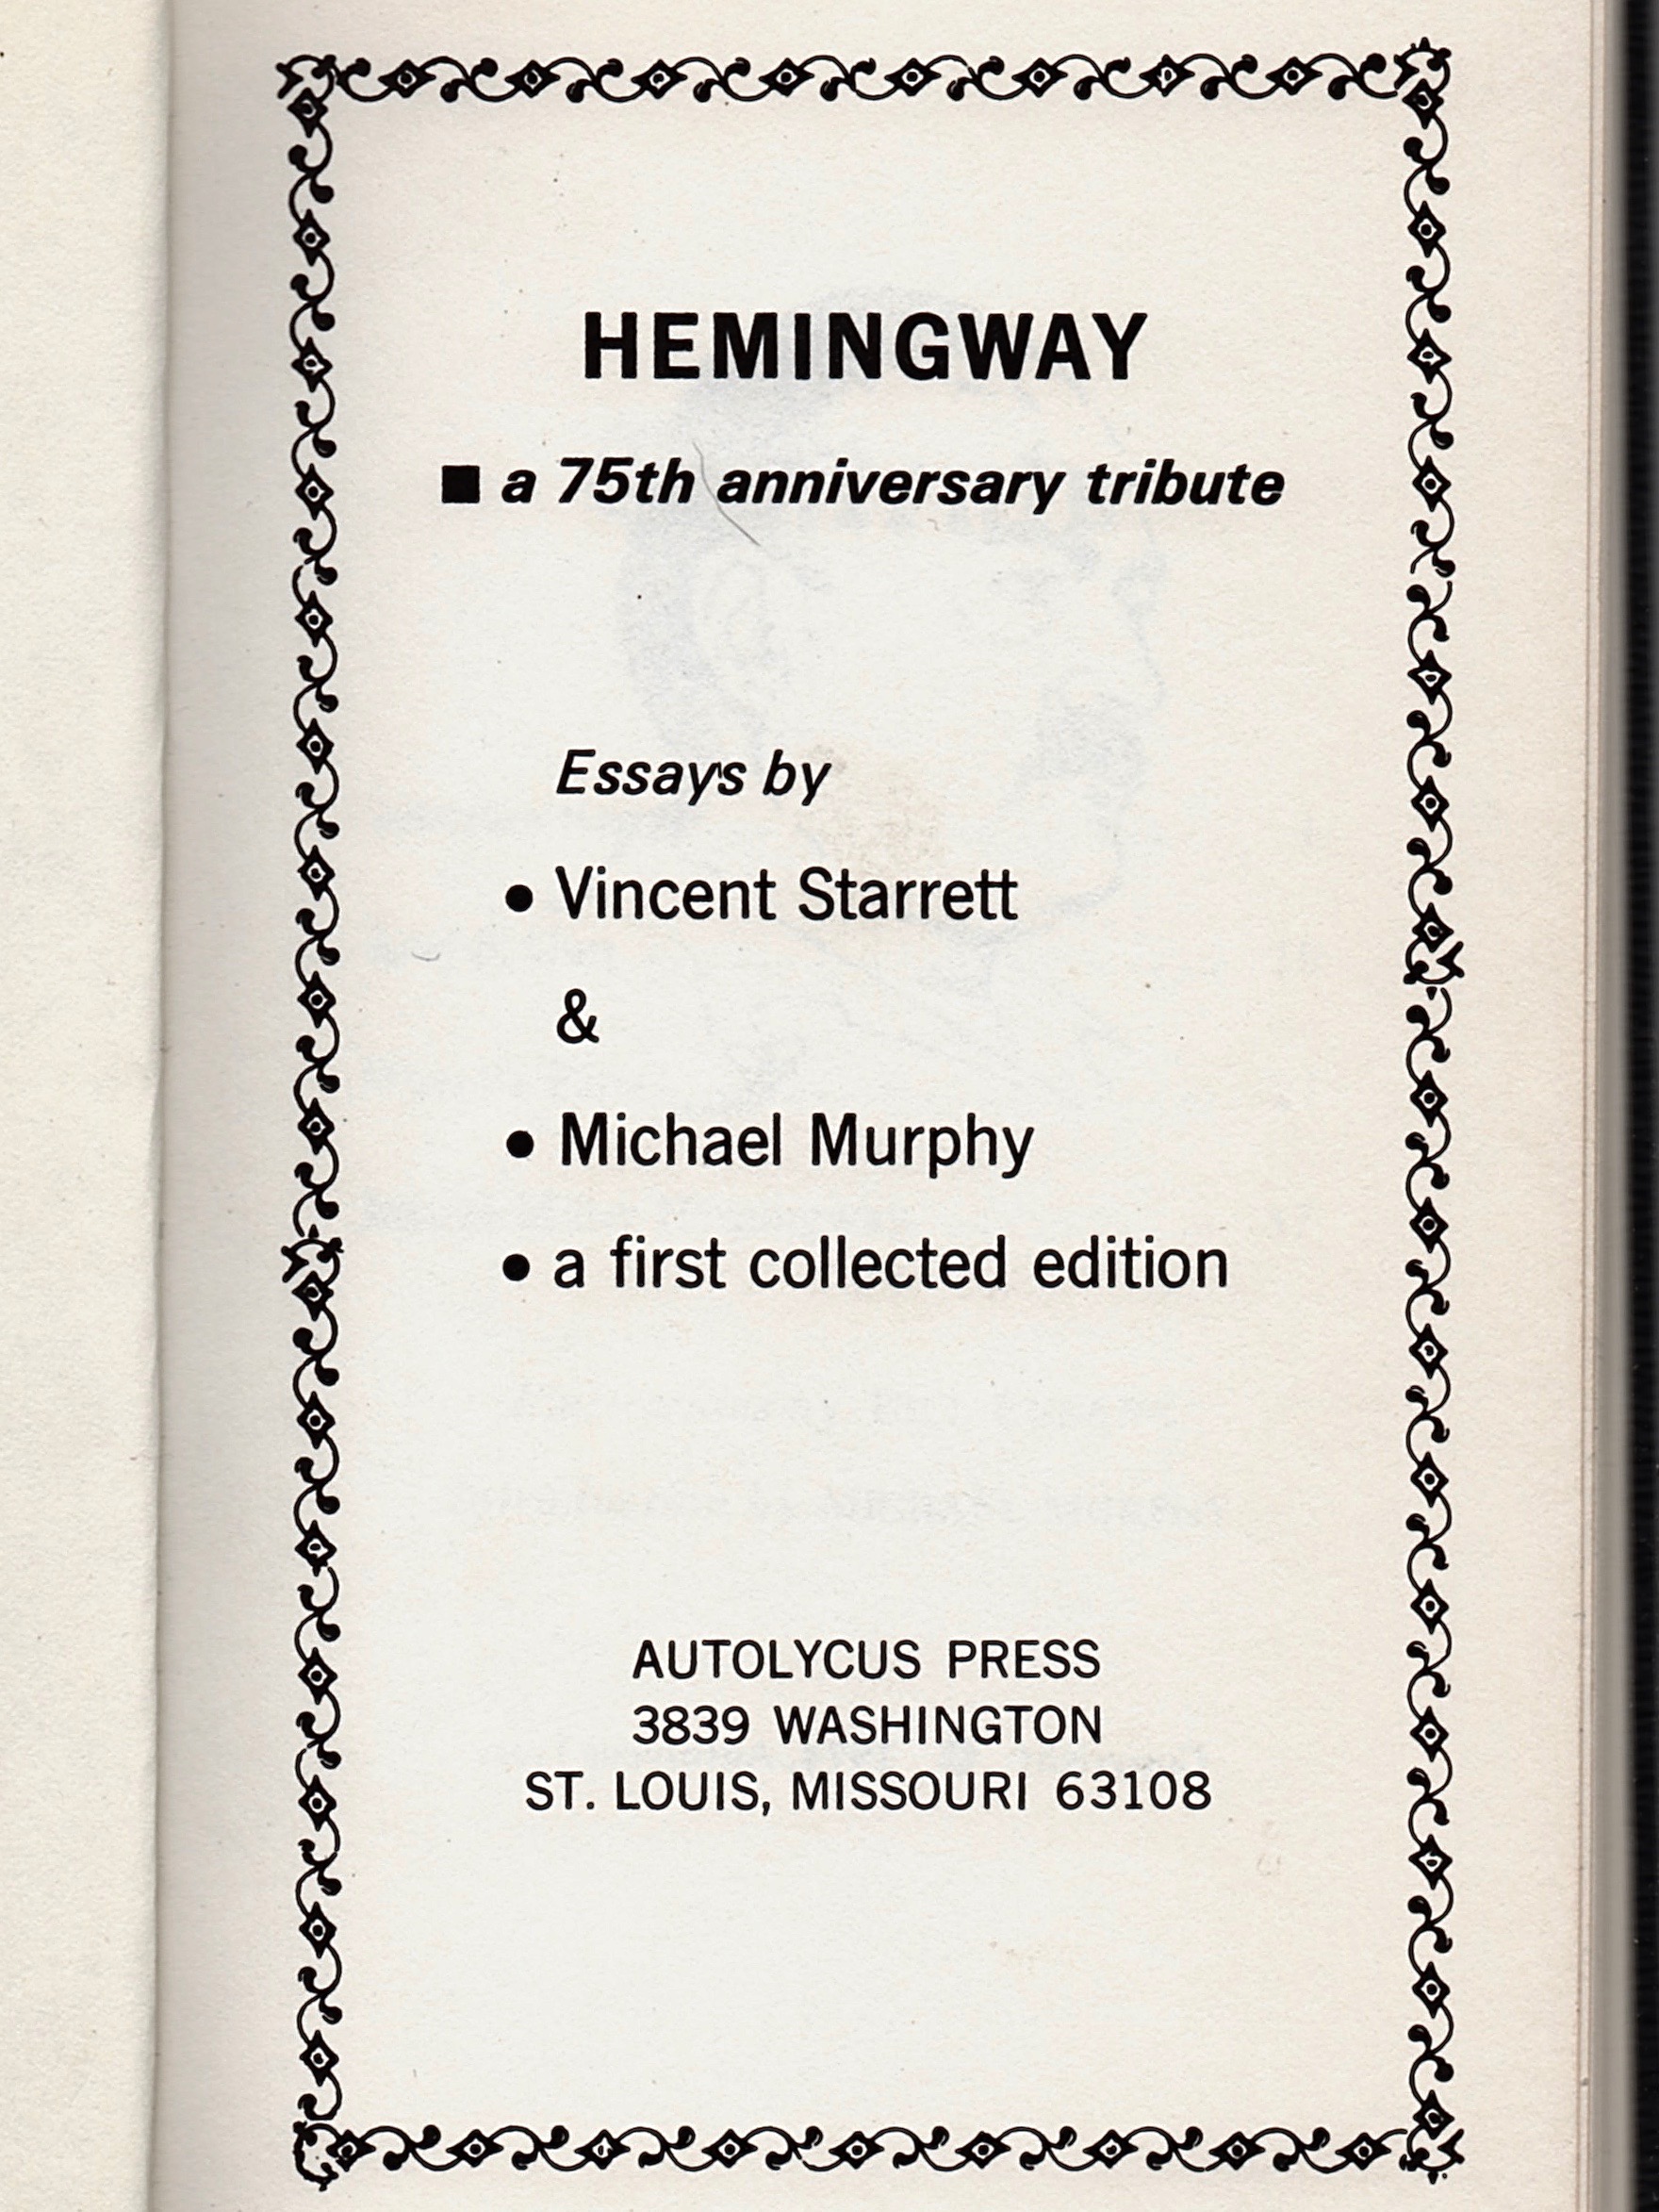 HEMINGWAY
■ a 75th anniversary tribute
Essays by
• Vincent Starrett
&
• Michael Murphy
• a first collected edition
AUTOLYCUS PRESS
3839 WASHINGTON
ST. LOUIS, MISSOURI 63108